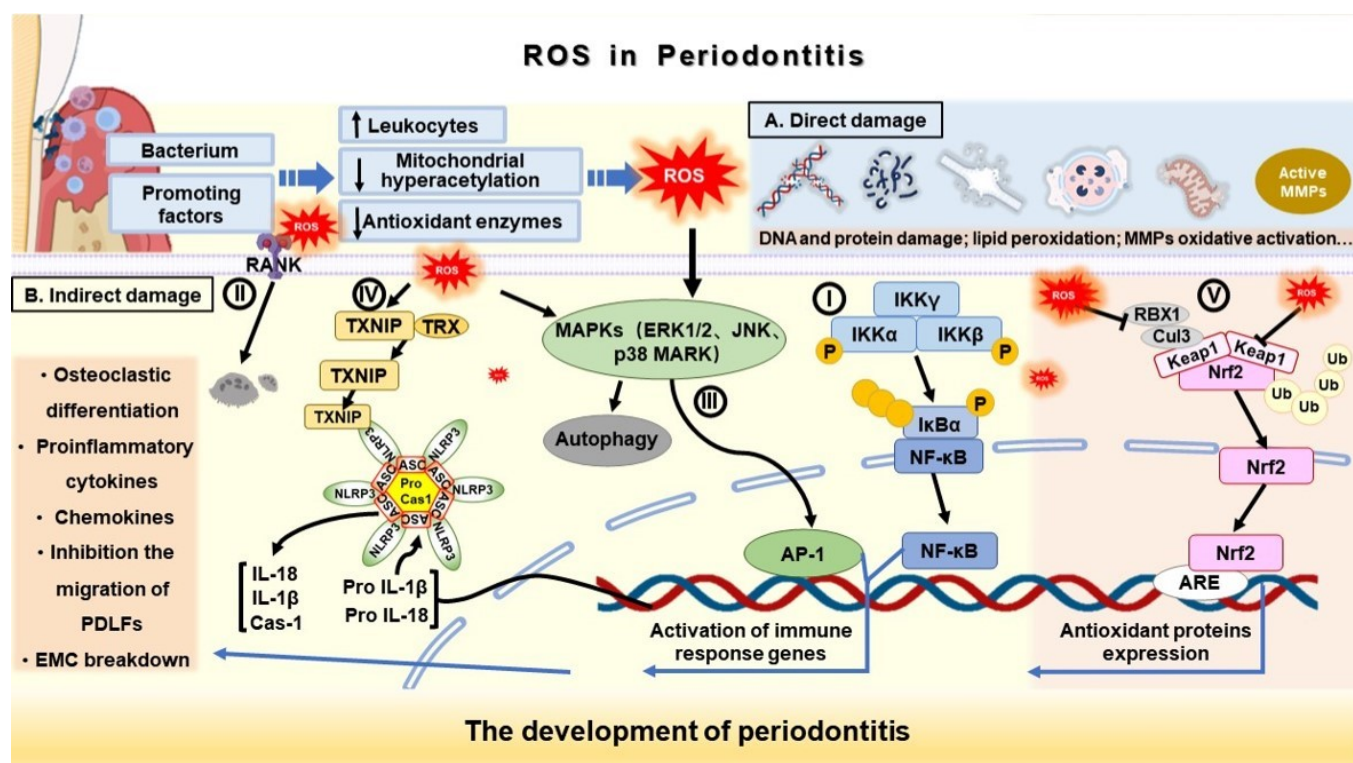 ROS in Periodontitis
Bacterium
Promoting
factors
↑ Leukocytes
↓ Mitochondrial
hyperacetylation
↓ Antioxidant enzymes
ROS
ROS
A. Direct damage
Active
MMPs
DNA and protein damage; lipid peroxidation; MMPs oxidative activation...
RANK
B. Indirect damage
II
IV
ROS
TXNIP
TRX
TXNIP
TXNIP
NLRP3
NLRP3
NLRP3
NLRP3
NLRP3
NLRP3
ASC
ASC
ASC
ASC
ASC
ASC
Pro
Cas1
IL-18
IL-1β
Cas-1
Pro IL-1β
Pro IL-18
MAPKs（ERK1/2、JNK、
p38 MARK）
Autophagy
III
AP-1
I
IKKγ
IKKα
IKKβ
P
P
ROS
P
IκBα
NF-κB
NF-κB
Activation of immune
response genes
ROS
V
ROS
RBX1
Cul3
Keap1
Keap1
Nrf2
Ub
Ub
Ub
Ub
Nrf2
Nrf2
ARE
Antioxidant proteins
expression
• Osteoclastic
differentiation
• Proinflammatory
cytokines
• Chemokines
• Inhibition the
migration of
PDLFs
• EMC breakdown
The development of periodontitis